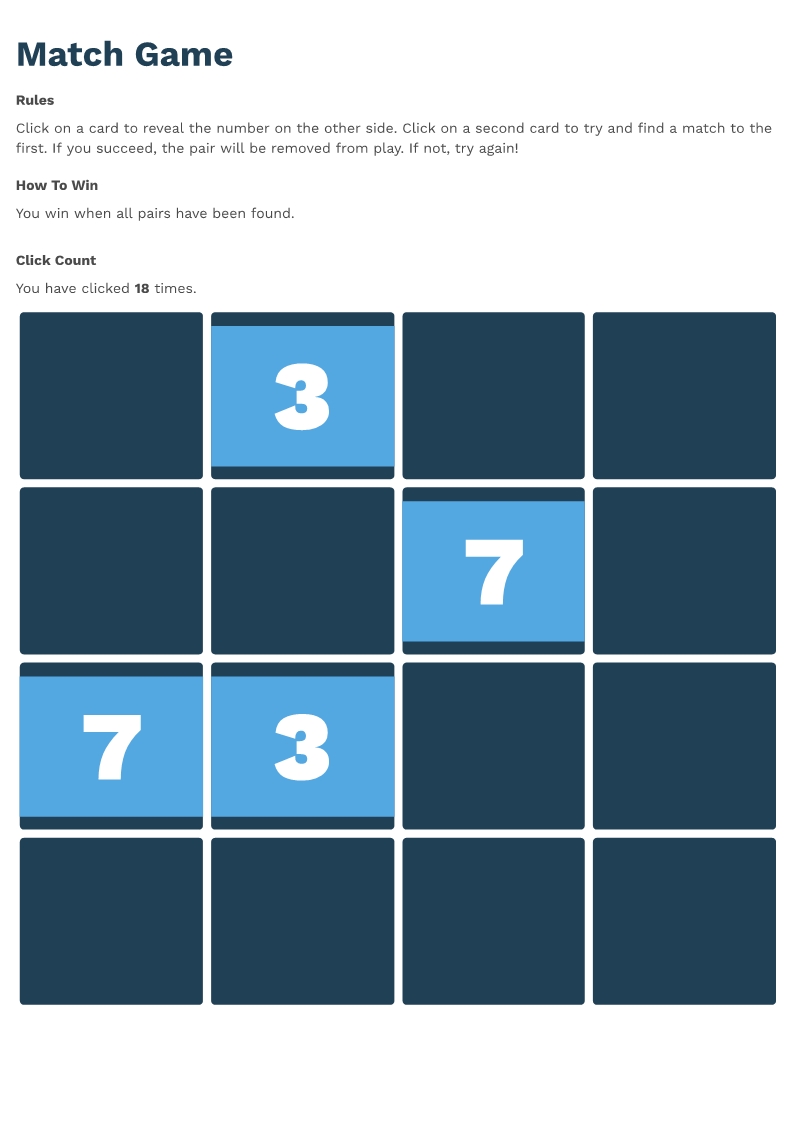 Match Game
Rules
Click on a card to reveal the number on the other side. Click on a second card to try and find a match to the
first. If you succeed, the pair will be removed from play. If not, try again!
How To Win
You win when all pairs have been found.
Click Count
You have clicked 18 times.
3
7
7 3